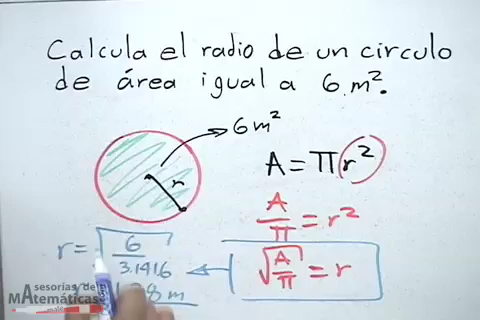 Calcula el radio de un circulo
de área igual a 6 m².
6m²
r
A = π r²
A/π = r²
√A/π = r
r = √6/3.1416
8 m
Asesorías de
Matemáticas